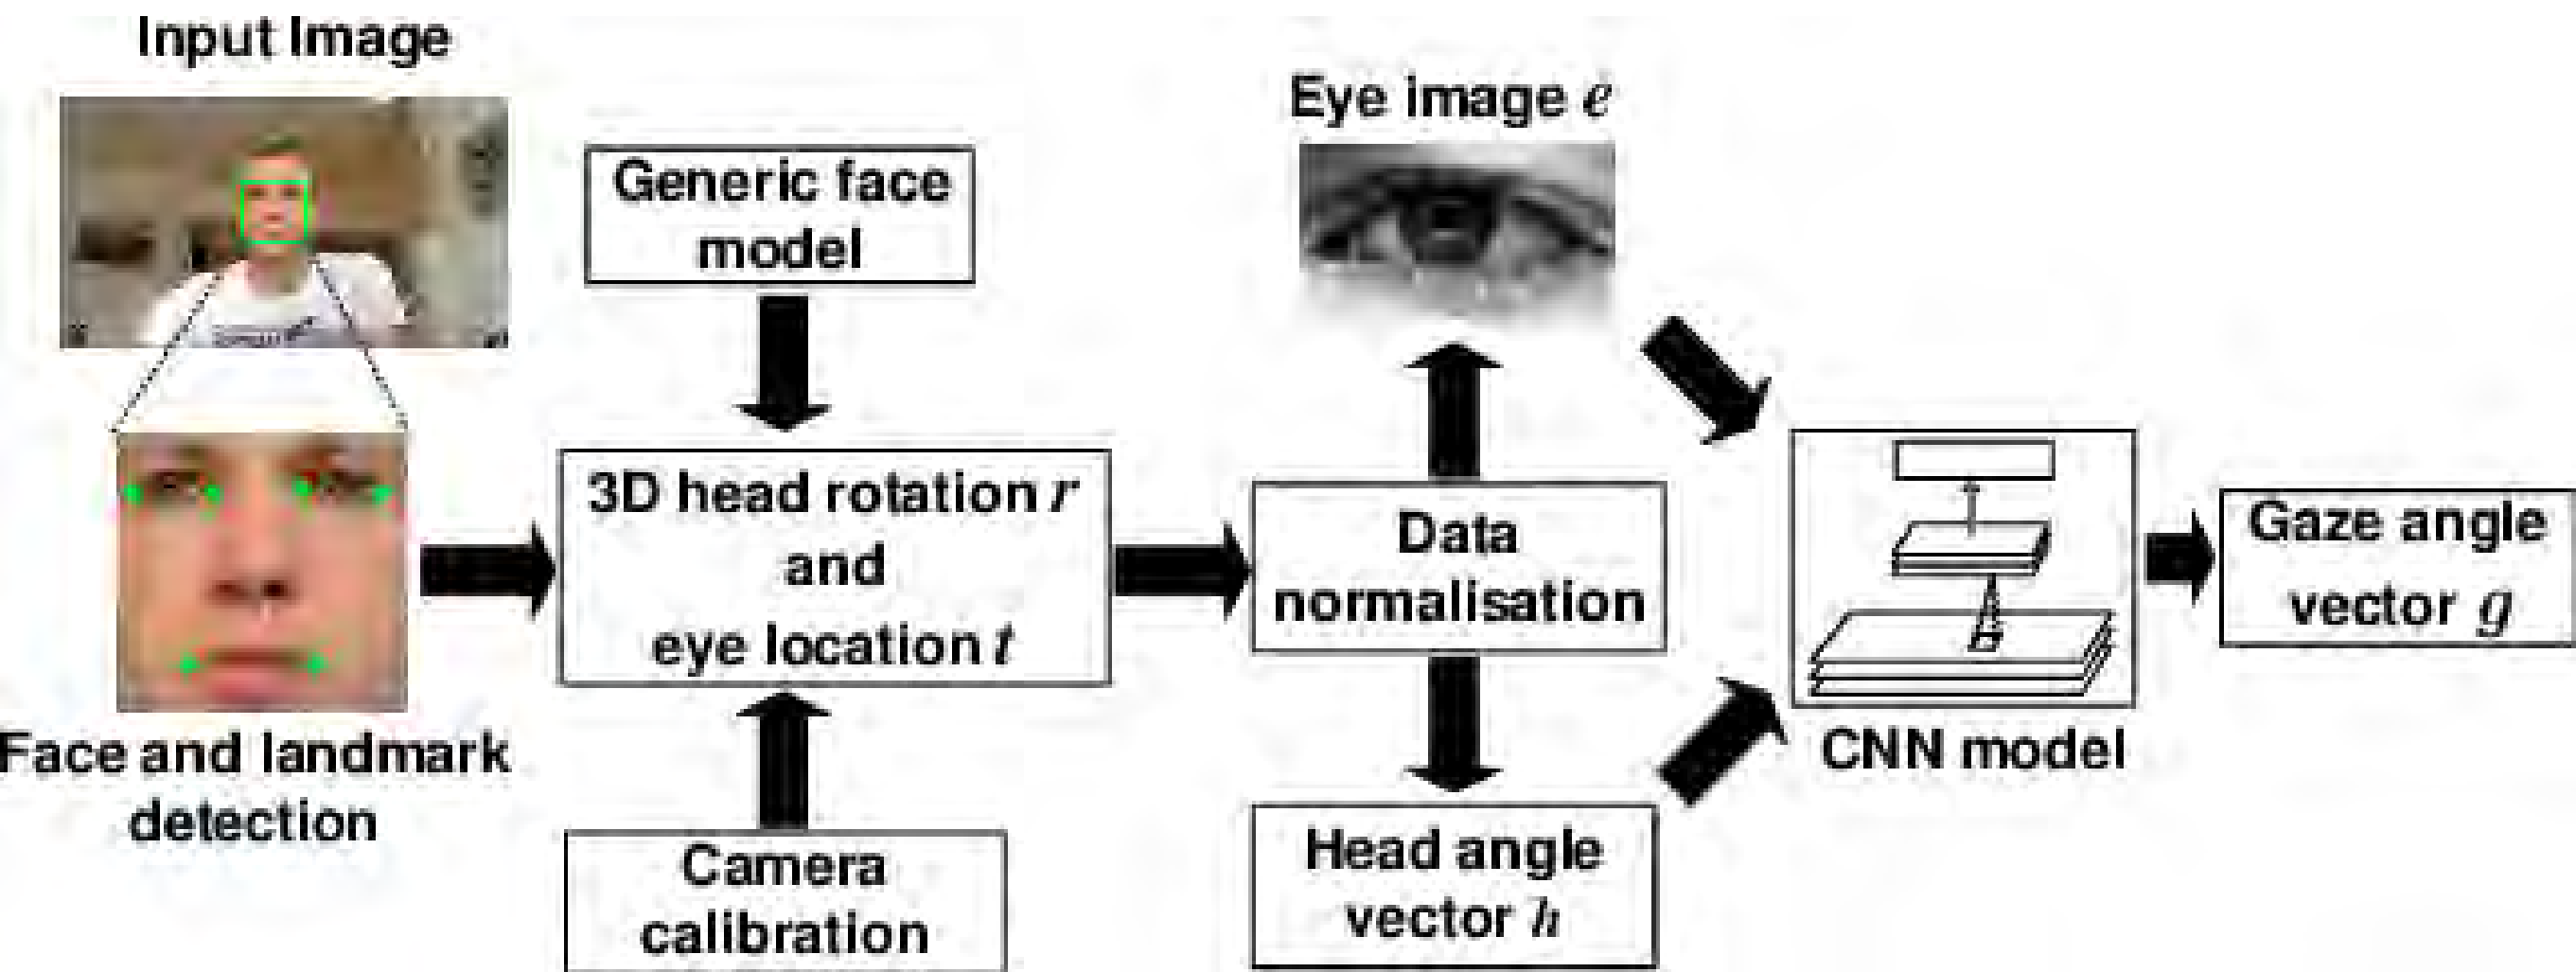 Input Image
Generic face
model
Face and landmark
detection
3D head rotation r
and
eye location t
Camera
calibration
Eye image e
Data
normalisation
Head angle
vector h
CNN model
Gaze angle
vector g